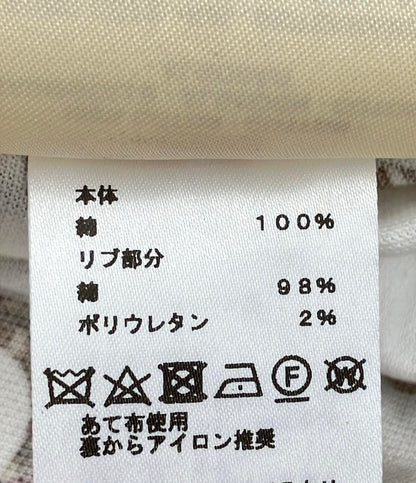 本体
綿 100%
リブ部分
綿 98%
ポリウレタン 2%
F W
あて布使用
裏からアイロン推奨